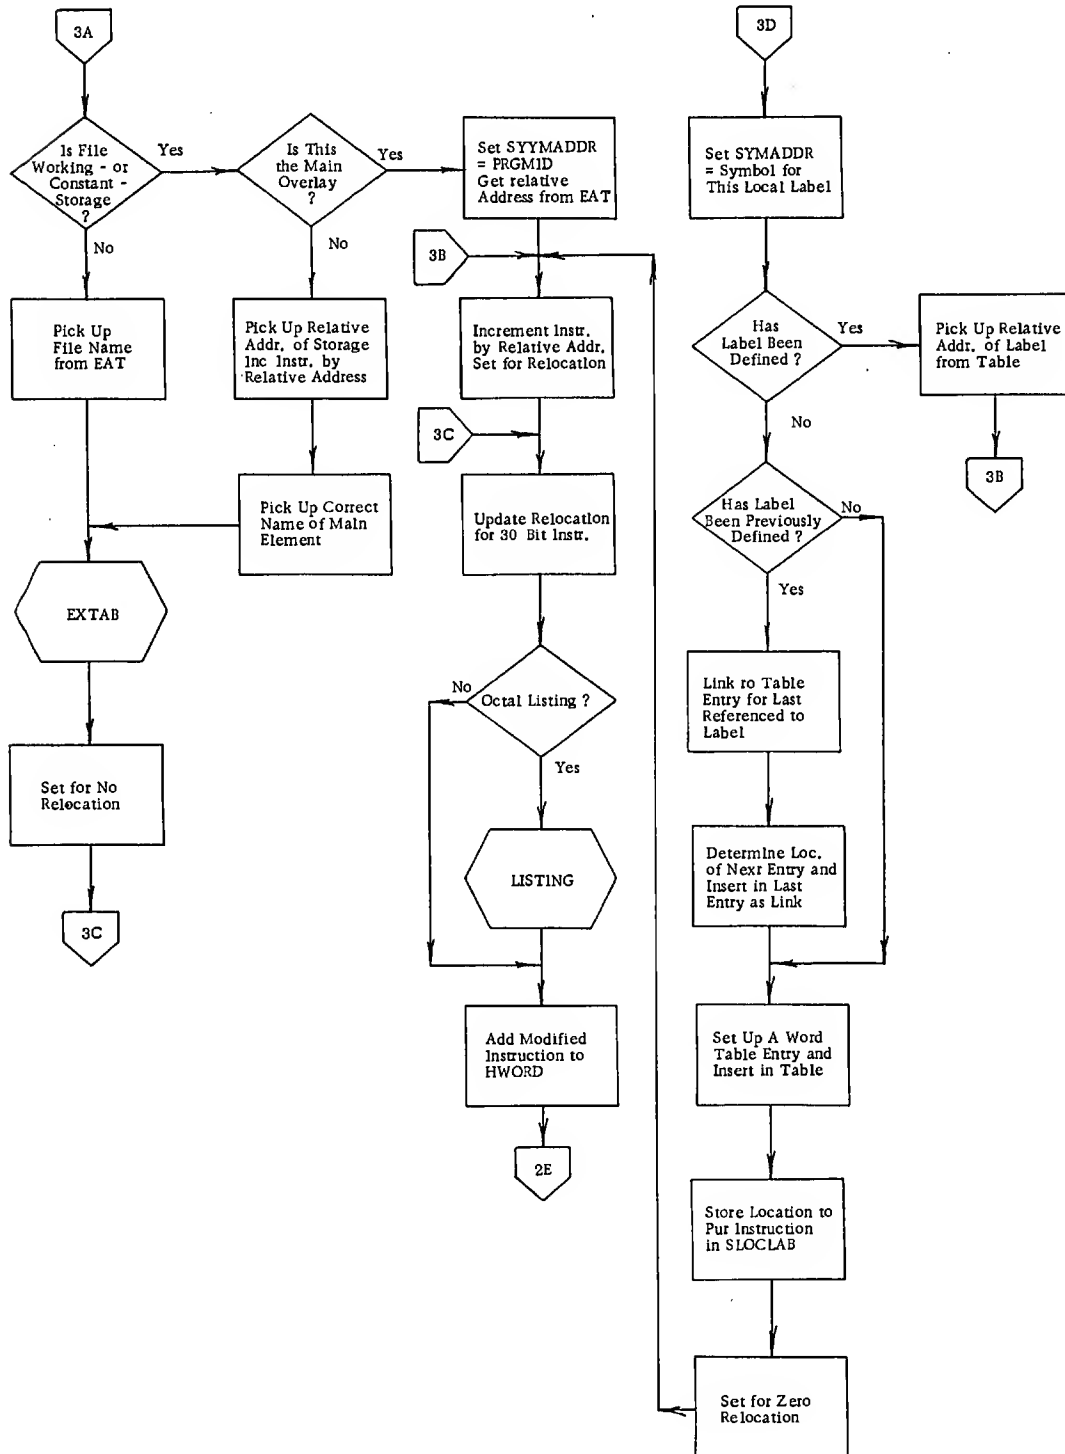 3A
Is File
Working - or
Constant -
Storage
?
Yes
No
Is This
the Main
Overlay
?
Yes
No
Set SYYMADDR
= PRGM1D
Get relative
Address from EAT
3B
Pick Up
File Name
from EAT
Pick Up Relative
Addr. of Storage
Inc Instr. by
Relative Address
Increment Instr.
by Relative Addr.
Set for Relocation
3C
Pick Up Correct
Name of Main
Element
Update Relocation
for 30 Bit Instr.
EXTAB
No
Octal Listing ?
Yes
Set for No
Relocation
LIST1NG
3C
Add Modified
Instruction to
HWORD
2E
3D
Set SYMADDR
= Symbol for
This Local Label
Has
Label Been
Defined ?
Yes
No
Pick Up Relative
Addr. of Label
from Table
3B
Has Label
Been Previously
Defined ?
No
Yes
Link ro Table
Entry for Last
Referenced to
Label
Determine Loc.
of Nexr Entry and
Insert in Last
Entry as Link
Set Up A Word
Table Entry and
Insert in Table
Store Location to
Pur Instruction
in SLOCLAB
Set for Zero
Relocation